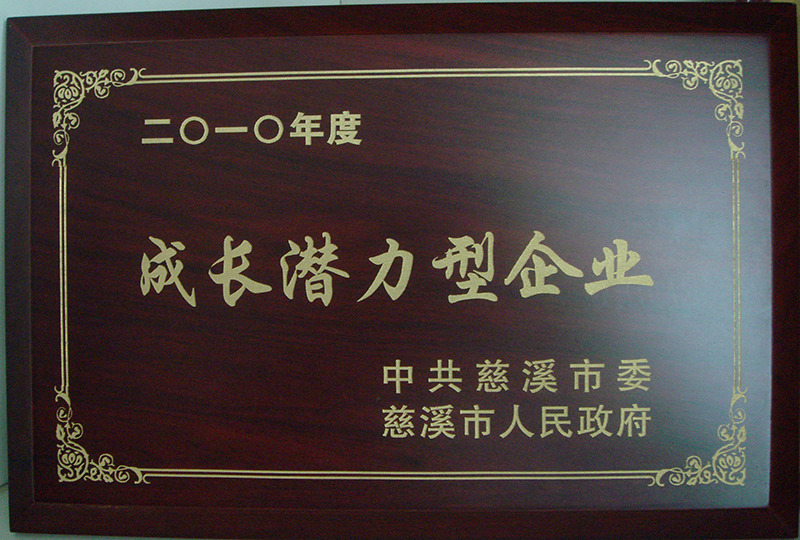 二〇一〇年度
成长潜力型企业
中共慈溪市委
慈溪市人民政府